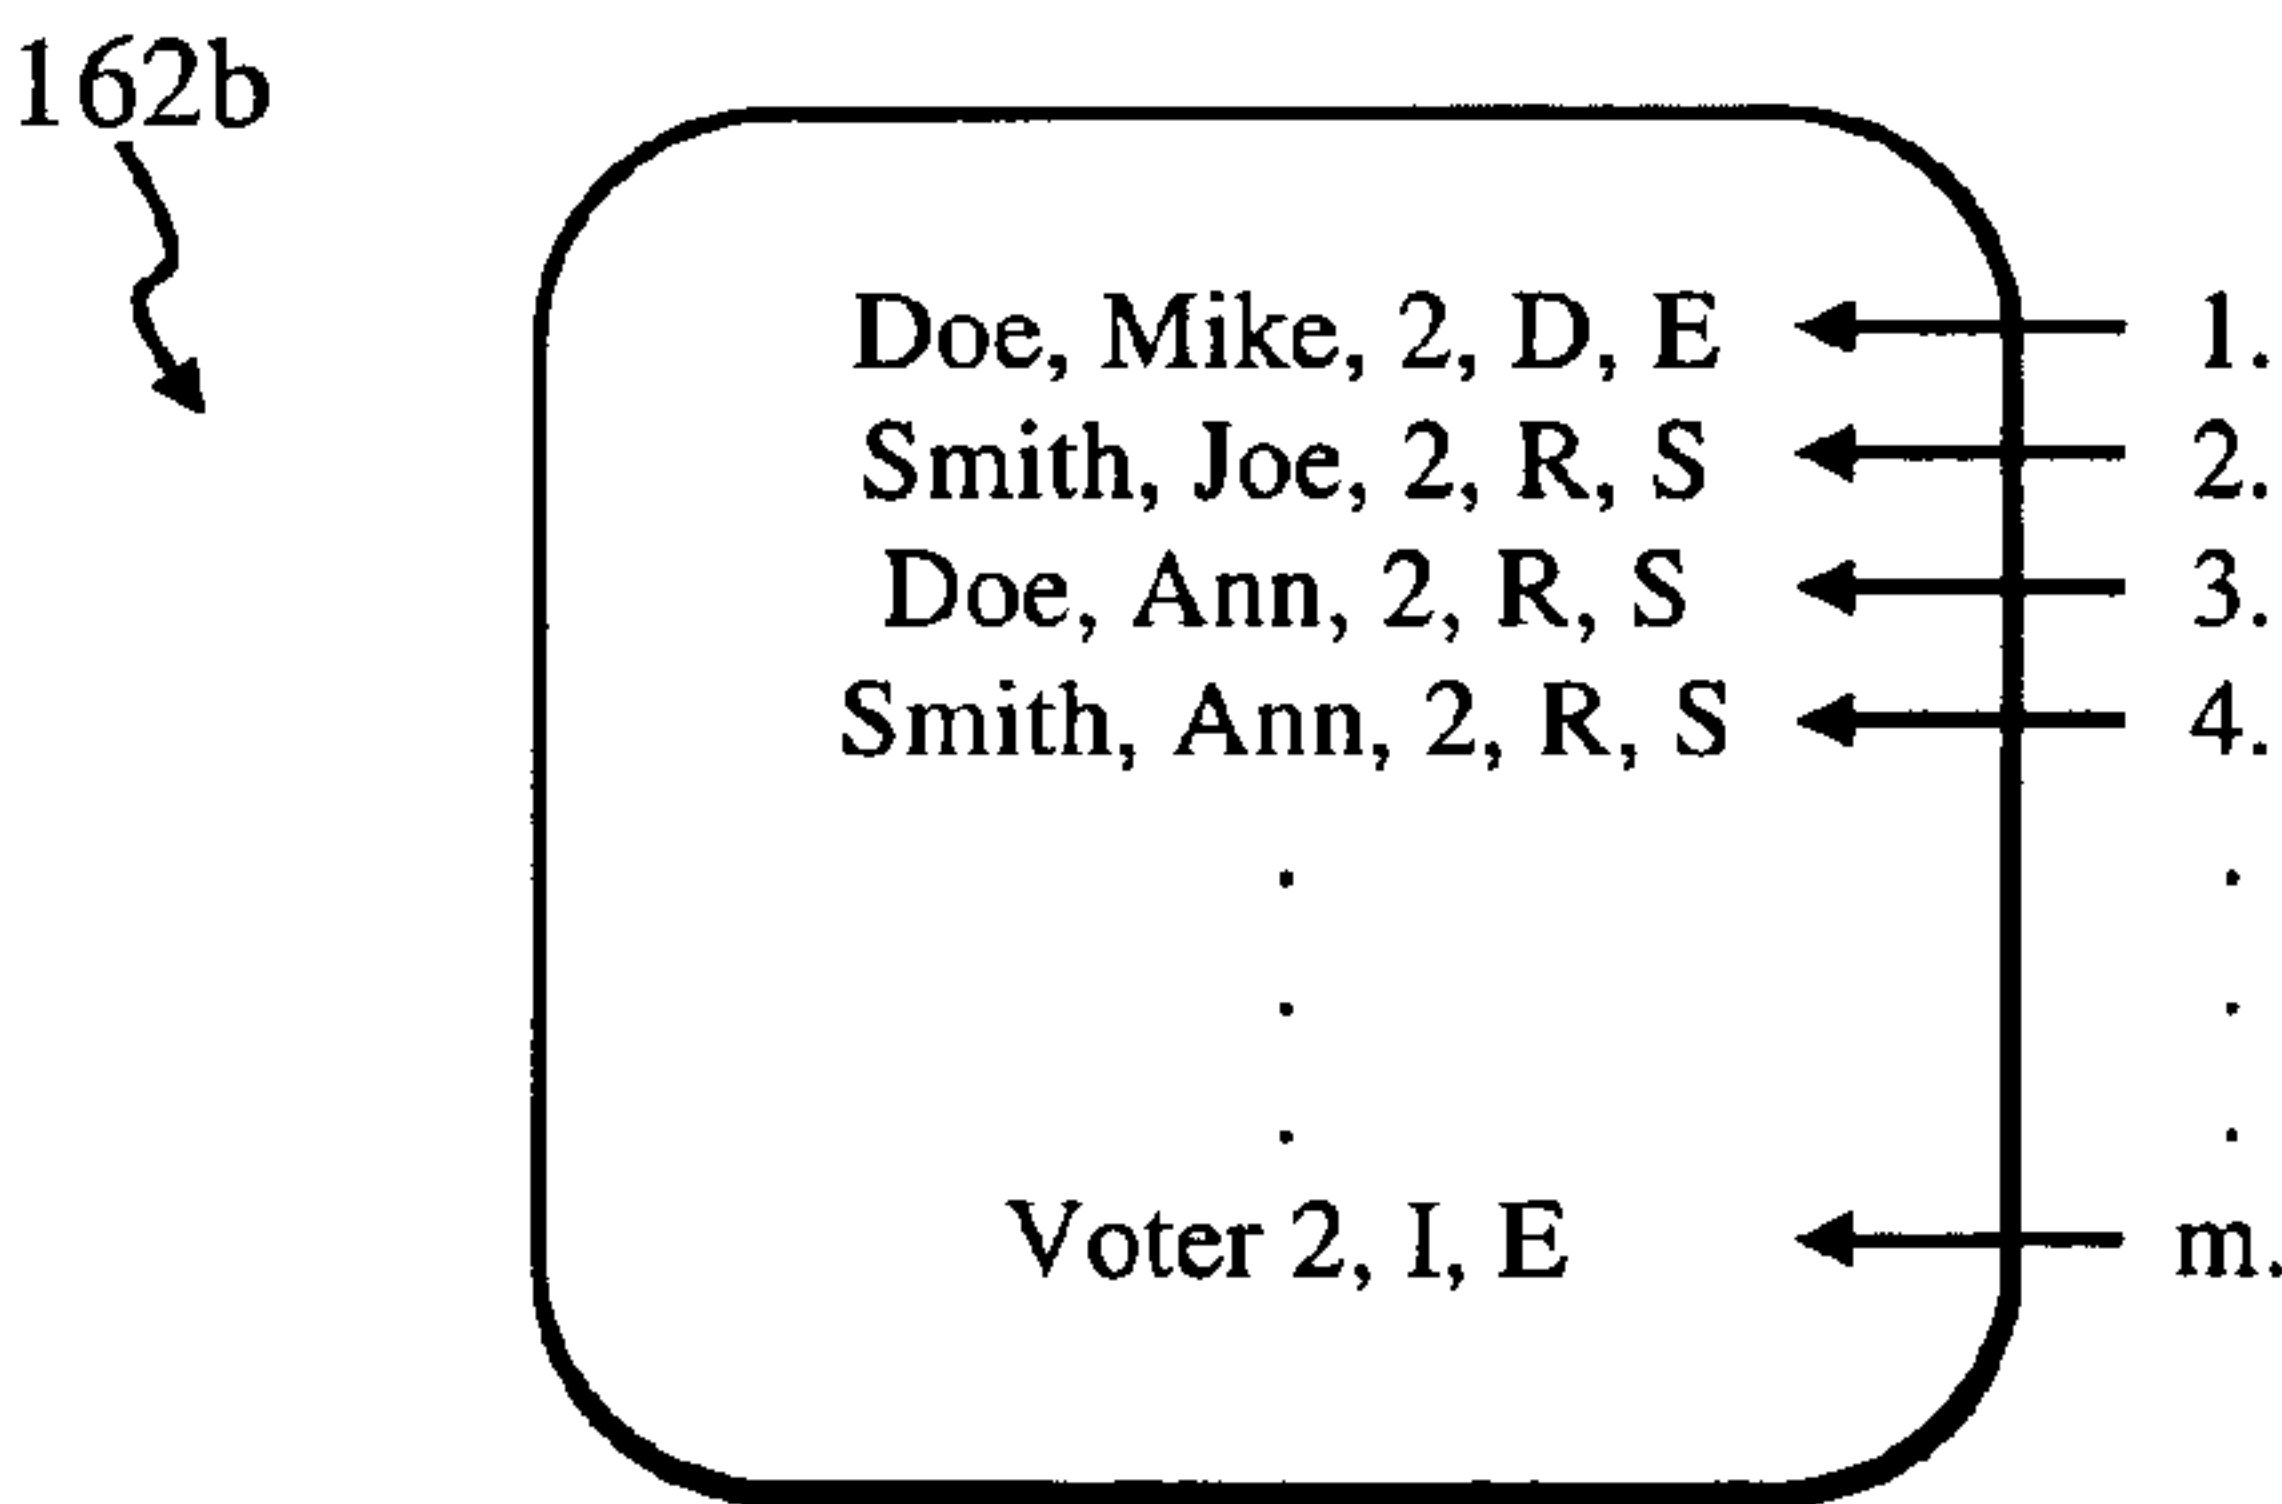 162b
Doe, Mike, 2, D, E 1.
Smith, Joe, 2, R, S 2.
Doe, Ann, 2, R, S 3.
Smith, Ann, 2, R, S 4.
. .
. .
. .
Voter 2, I, E m.